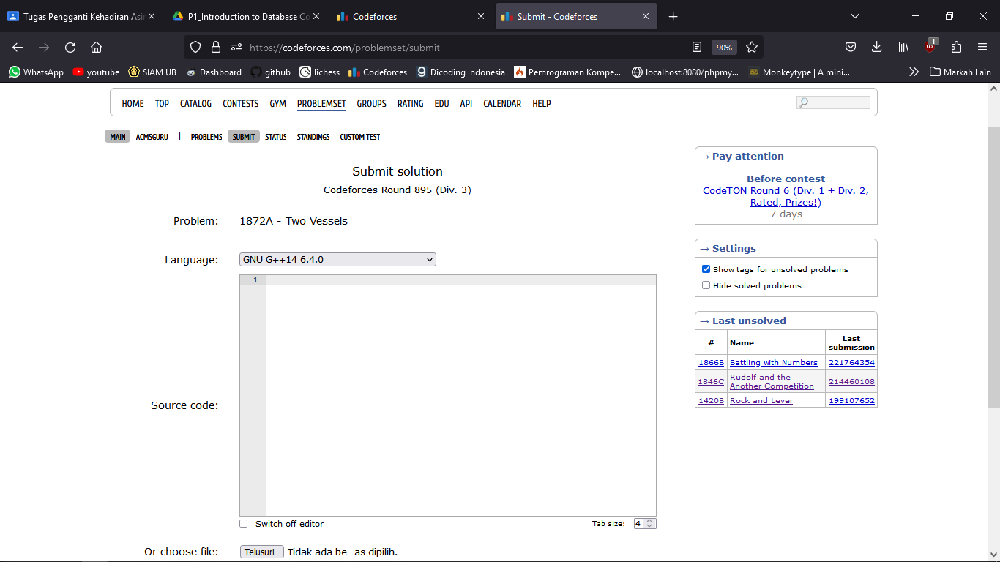 Tugas Pengganti Kehadiran Asin
P1_Introduction to Database Co
Codeforces
Submit - Codeforces
https://codeforces.com/problemset/submit
90%
1
WhatsApp youtube SIAM UB Dashboard github lichess Codeforces Dicoding Indonesia Pemrograman Kompe... localhost:8080/phpmy... Monkeytype | A mini... Markah Lain
HOME TOP CATALOG CONTESTS GYM PROBLEMSET GROUPS RATING EDU API CALENDAR HELP
MAIN ACMSGURU | PROBLEMS SUBMIT STATUS STANDINGS CUSTOM TEST
Submit solution
Codeforces Round 895 (Div. 3)
Problem: 1872A - Two Vessels
Language: GNU G++14 6.4.0
1
Source code:
Switch off editor
Tab size: 4
Or choose file: Telusuri... Tidak ada be...as dipilih.
→ Pay attention
Before contest
CodeTON Round 6 (Div. 1 + Div. 2,
Rated, Prizes!)
7 days
→ Settings
Show tags for unsolved problems
Hide solved problems
→ Last unsolved
# Name Last submission
1866B Battling with Numbers 221764354
1846C Rudolf and the Another Competition 214460108
1420B Rock and Lever 199107652